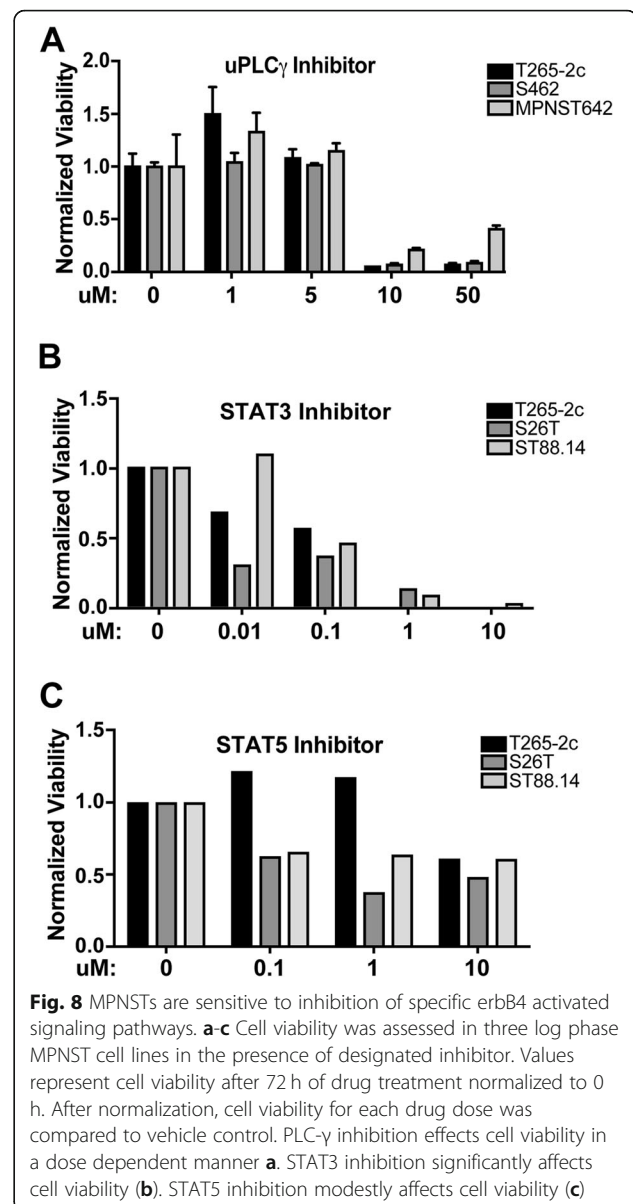 A
uPLCγ Inhibitor
T265-2c
S462
MPNST642
Normalized Viability
2.0
1.5
1.0
0.5
0.0
uM: 0 1 5 10 50
B
STAT3 Inhibitor
T265-2c
S26T
ST88.14
Normalized Viability
1.5
1.0
0.5
0.0
uM: 0 0.01 0.1 1 10
C
STAT5 Inhibitor
T265-2c
S26T
ST88.14
Normalized Viability
1.5
1.0
0.5
0.0
uM: 0 0.1 1 10
Fig. 8 MPNSTs are sensitive to inhibition of specific erbB4 activated
signaling pathways. a-c Cell viability was assessed in three log phase
MPNST cell lines in the presence of designated inhibitor. Values
represent cell viability after 72 h of drug treatment normalized to 0
h. After normalization, cell viability for each drug dose was
compared to vehicle control. PLC-γ inhibition effects cell viability in
a dose dependent manner a. STAT3 inhibition significantly affects
cell viability (b). STAT5 inhibition modestly affects cell viability (c)